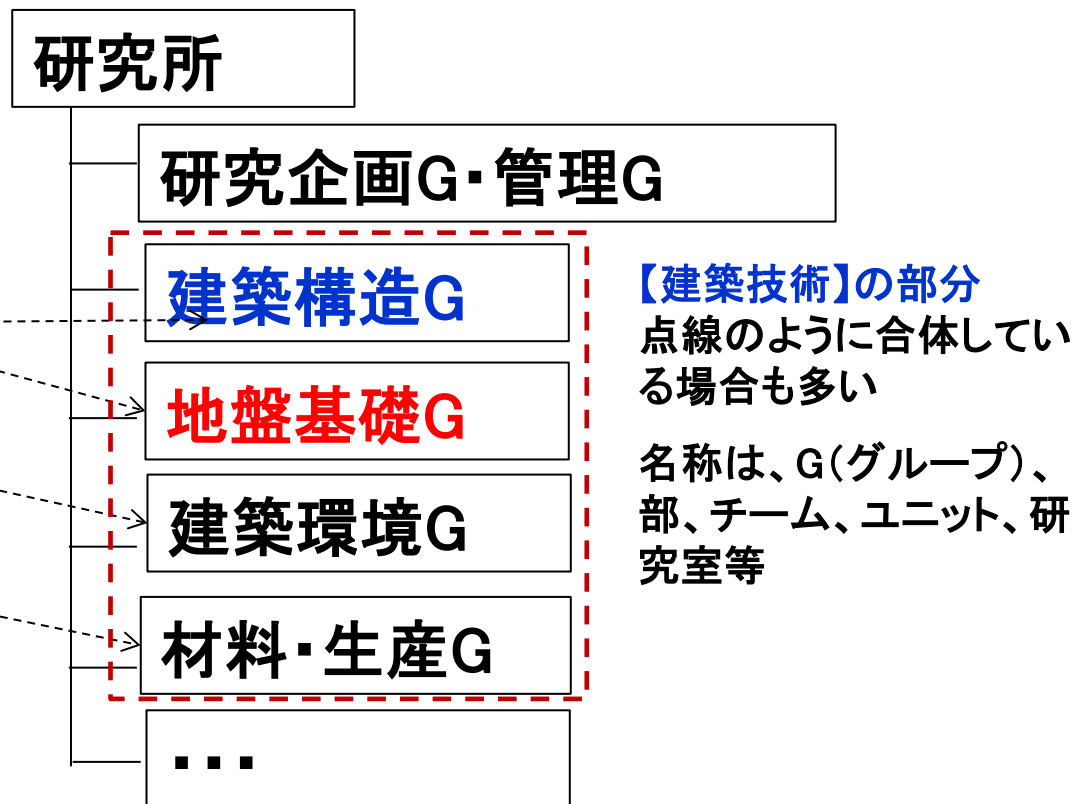 研究所
研究企画G・管理G
建築構造G
地盤基礎G
建築環境G
材料・生産G
・・・
【建築技術】の部分
点線のように合体してい
る場合も多い
名称は、G(グループ)、
部、チーム、ユニット、研
究室等